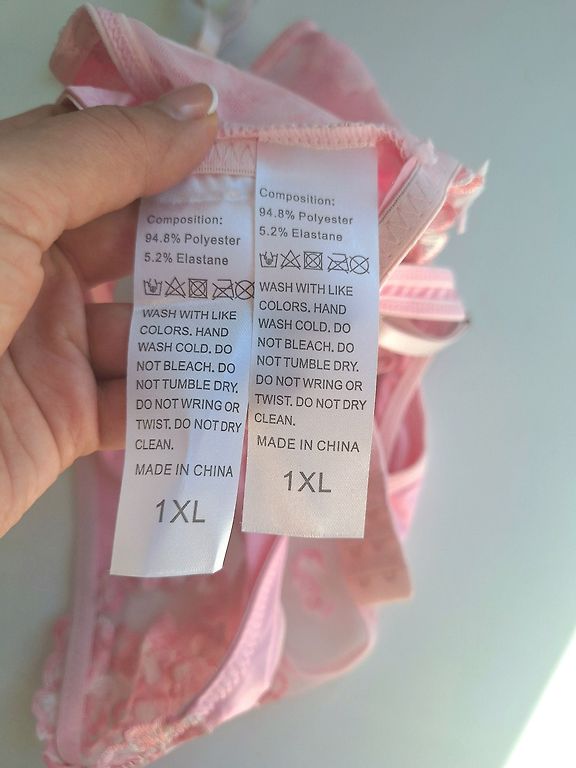 Composition:
94.8% Polyester
5.2% Elastane
WASH WITH LIKE
COLORS. HAND
WASH COLD. DO
NOT BLEACH. DO
NOT TUMBLE DRY.
DO NOT WRING OR
TWIST. DO NOT DRY
CLEAN.
MADE IN CHINA
1XL
Composition:
94.8% Polyester
5.2% Elastane
WASH WITH LIKE
COLORS. HAND
WASH COLD. DO
NOT BLEACH. DO
NOT TUMBLE DRY.
DO NOT WRING OR
TWIST. DO NOT DRY
CLEAN.
MADE IN CHINA
1XL